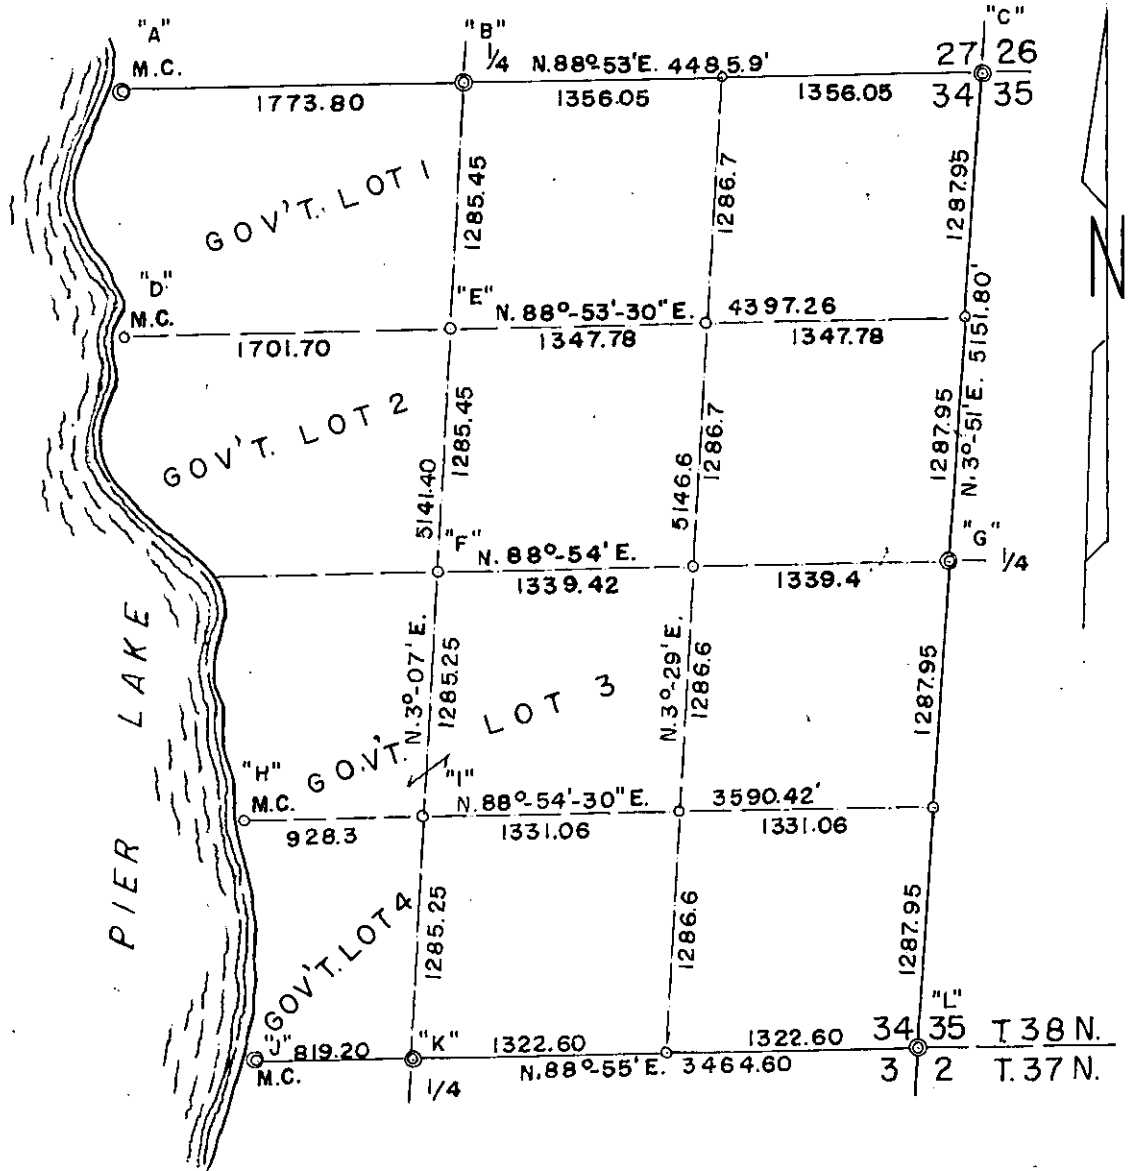 "A"
"B"
"C"
M.C.
1/4
N.88°53'E. 4485.9'
27 26
1773.80
1356.05
1356.05
34 35
1285.45
1286.7
1287.95
GOV'T. LOT 1
N
"D"
"E"
N. 88°-53'-30"E.
4397.26
M.C.
1701.70
1347.78
1347.78
N.3°-51'E. 5151.80'
GOV'T. LOT 2
1285.45
1286.7
1287.95
5141.40
5146.6
"F"
N. 88°-54'E.
"G"
1/4
1339.42
1339.4
PIER LAKE
N.3°-07'E.
1285.25
N.3°-29'E.
1286.6
1287.95
GOV'T. LOT 3
"H"
M.C.
"I"
N.88°-54'-30"E.
3590.42'
928.3
1331.06
1331.06
GOV'T. LOT 4
1285.25
1286.6
1287.95
"J"
819.20
"K"
1322.60
1322.60
"L"
34 35 T. 38 N.
M.C.
1/4
N.88°-55'E. 3464.60
3 2 T. 37 N.